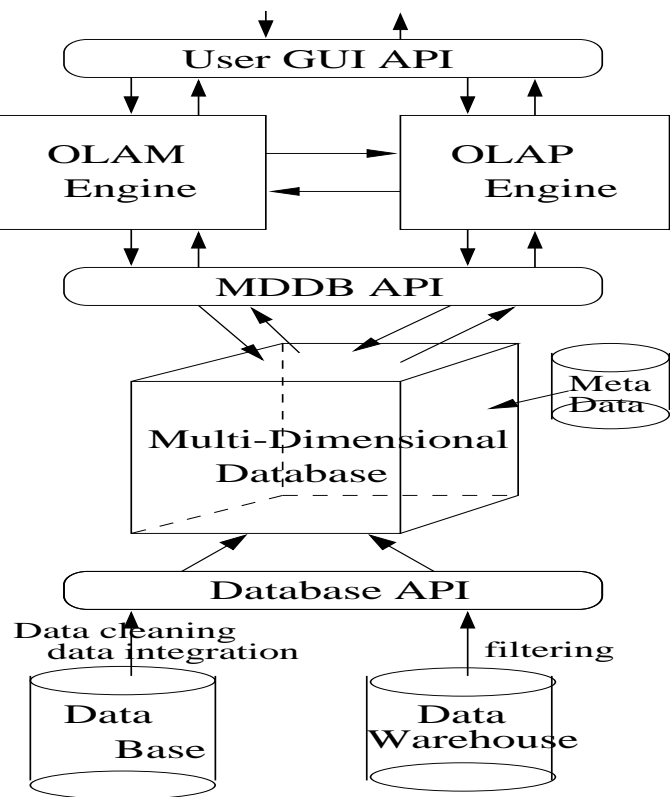 User GUI API
OLAM
Engine
OLAP
Engine
MDDB API
Meta
Data
Multi-Dimensional
Database
Database API
Data cleaning
data integration
filtering
Data
Base
Data
Warehouse